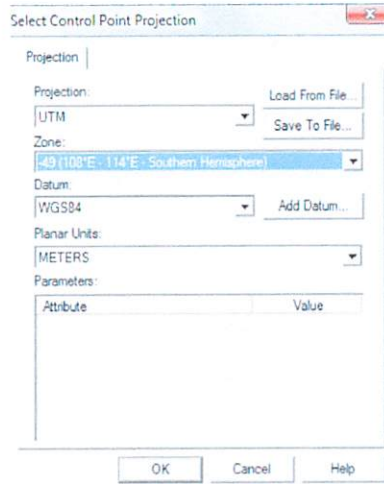 Select Control Point Projection
Projection
Projection:
Load From File...
UTM
Save To File...
Zone:
-49 (108°E - 114°E - Southern Hemisphere)
Datum:
WGS84
Add Datum...
Planar Units:
METERS
Parameters:
Attribute Value
OK Cancel Help